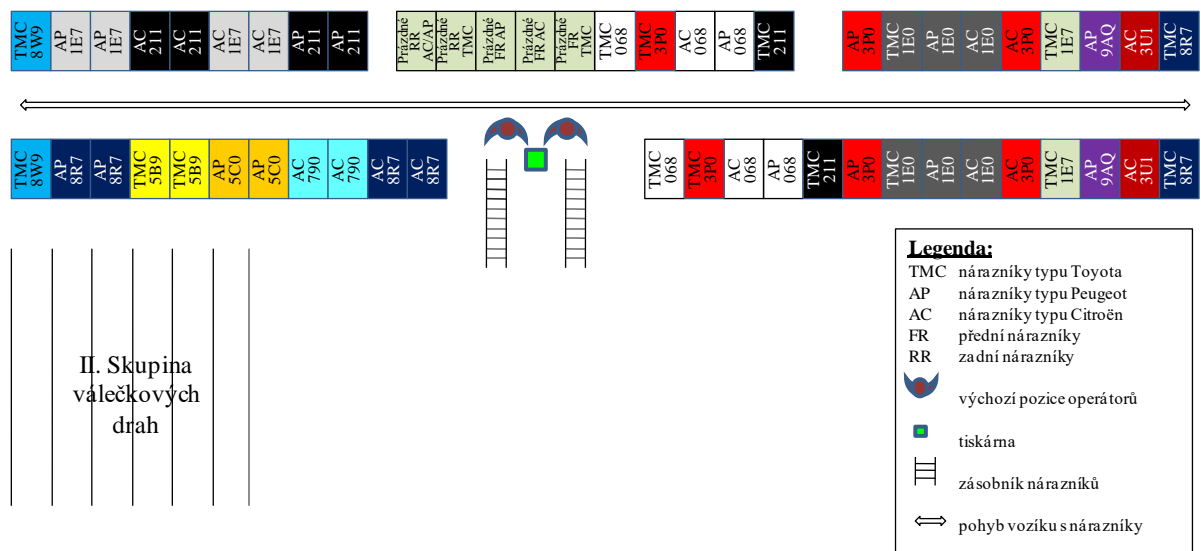 TMC 8W9
AP 1E7
AP 1E7
AC 211
AC 211
AC 1E7
AC 1E7
AP 211
AP 211
Prázdné RR AC/AP
Prázdné RR TMC
Prázdné FR AP
Prázdné FR AC
Prázdné FR TMC
TMC 068
TMC 3P0
AC 068
AP 068
TMC 211
AP 3P0
TMC 1E0
AP 1E0
AC 1E0
AC 3P0
TMC 1E7
AP 9AQ
AC 3U1
TMC 8R7
TMC 8W9
AP 8R7
AP 8R7
TMC 5B9
TMC 5B9
AP 5C0
AP 5C0
AC 790
AC 790
AC 8R7
AC 8R7
TMC 068
TMC 3P0
AC 068
AP 068
TMC 211
AP 3P0
TMC 1E0
AP 1E0
AC 1E0
AC 3P0
TMC 1E7
AP 9AQ
AC 3U1
TMC 8R7
II. Skupina
válečkových
drah
Legenda:
TMC nárazníky typu Toyota
AP nárazníky typu Peugeot
AC nárazníky typu Citroën
FR přední nárazníky
RR zadní nárazníky
výchozí pozice operátorů
tiskárna
zásobník nárazníků
pohyb vozíku s nárazníky